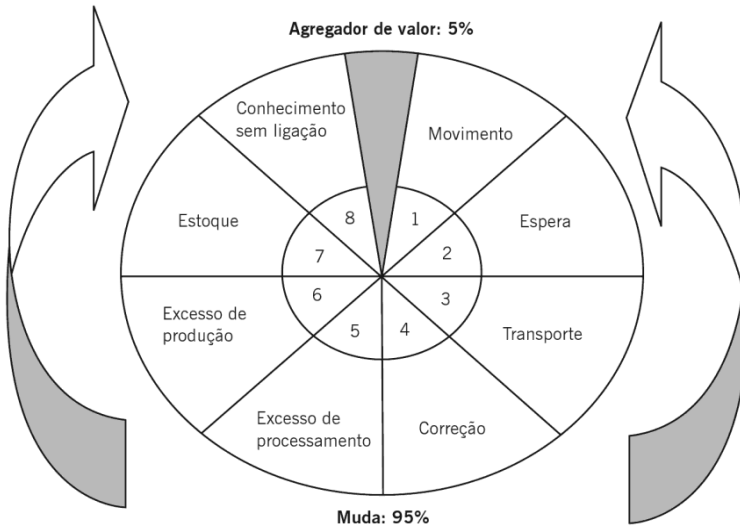 Agregador de valor: 5%
Conhecimento
sem ligação
Movimento
Estoque
Espera
8
1
7
2
6
3
5
4
Excesso de
produção
Transporte
Excesso de
processamento
Correção
Muda: 95%